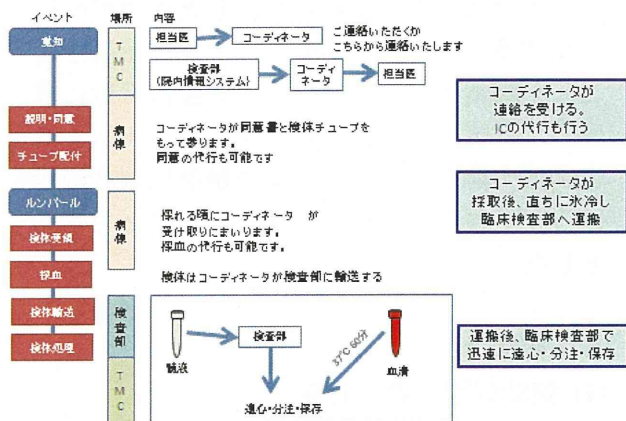 イベント
場所
内容
TMC
担当医
コーディネータ
ご連絡いただくか
こちらから連絡いたします
検査部
(院内情報システム)
コーディ
ネータ
担当医
説明・同意
チューブ配付
病棟
コーディネータが同意書と検体チューブを
もって参ります。
同意の代行も可能です
コーディネータが
連絡を受ける。
ICの代行も行う
ルンバール
検体受領
採血
病棟
採れる頃にコーディネータ が
受け取りにまいります。
採血の代行も可能です。
検体はコーディネータが検査部に輸送する
コーディネータが
採取後、直ちに氷冷し
臨床検査部へ運搬
検体輸送
検体処理
検査部
TMC
髄液
検査部
37℃ 60分
血清
遠心・分注・保存
運搬後、臨床検査部で
迅速に遠心・分注・保存